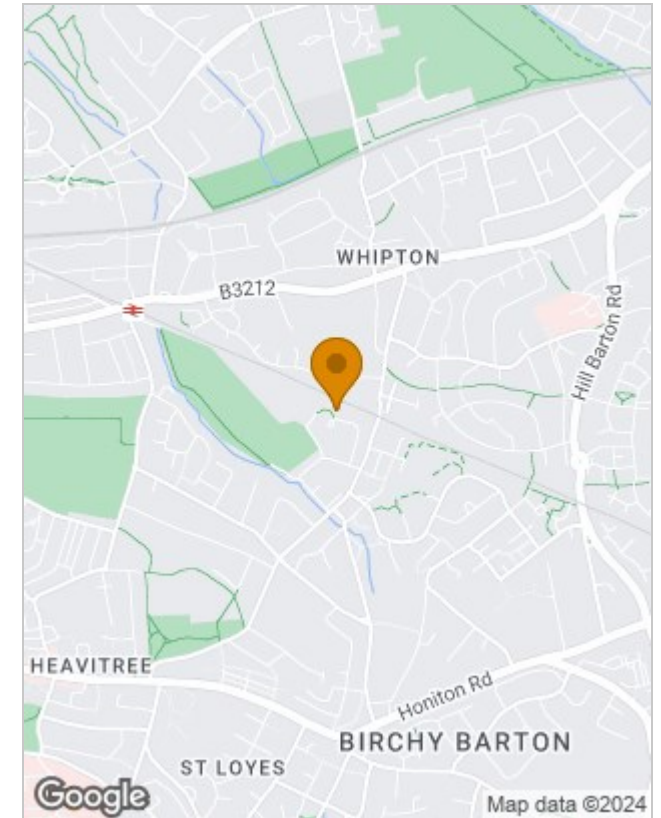 WHIPTON
B3212
Hill Barton Rd
HEAVITREE
Honiton Rd
BIRCHY BARTON
ST LOYES
Google
Map data ©2024